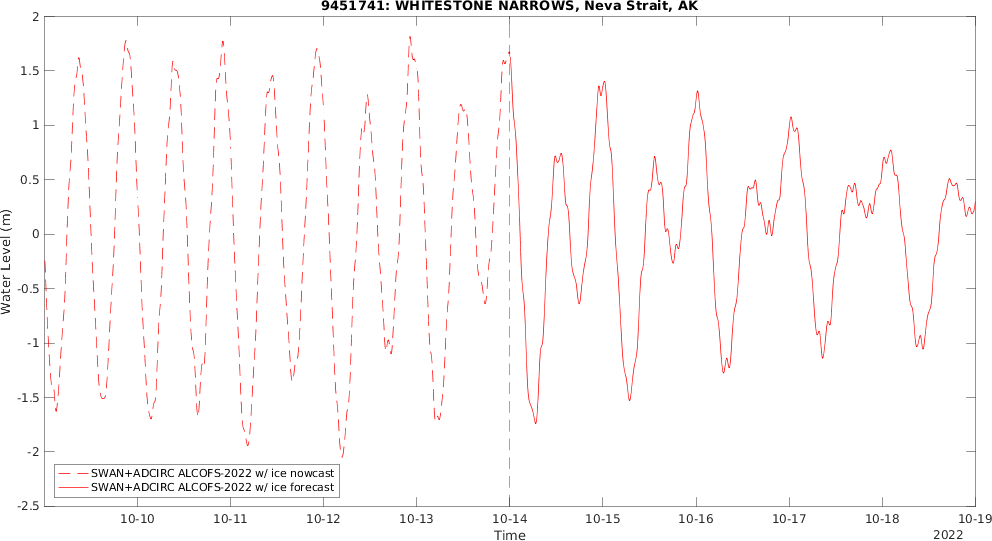 9451741: WHITESTONE NARROWS, Neva Strait, AK
2
1.5
1
0.5
0
-0.5
-1
-1.5
-2
-2.5
Water Level (m)
SWAN+ADCIRC ALCOFS-2022 w/ ice nowcast
SWAN+ADCIRC ALCOFS-2022 w/ ice forecast
10-10 10-11 10-12 10-13 10-14 10-15 10-16 10-17 10-18 10-19
Time
2022